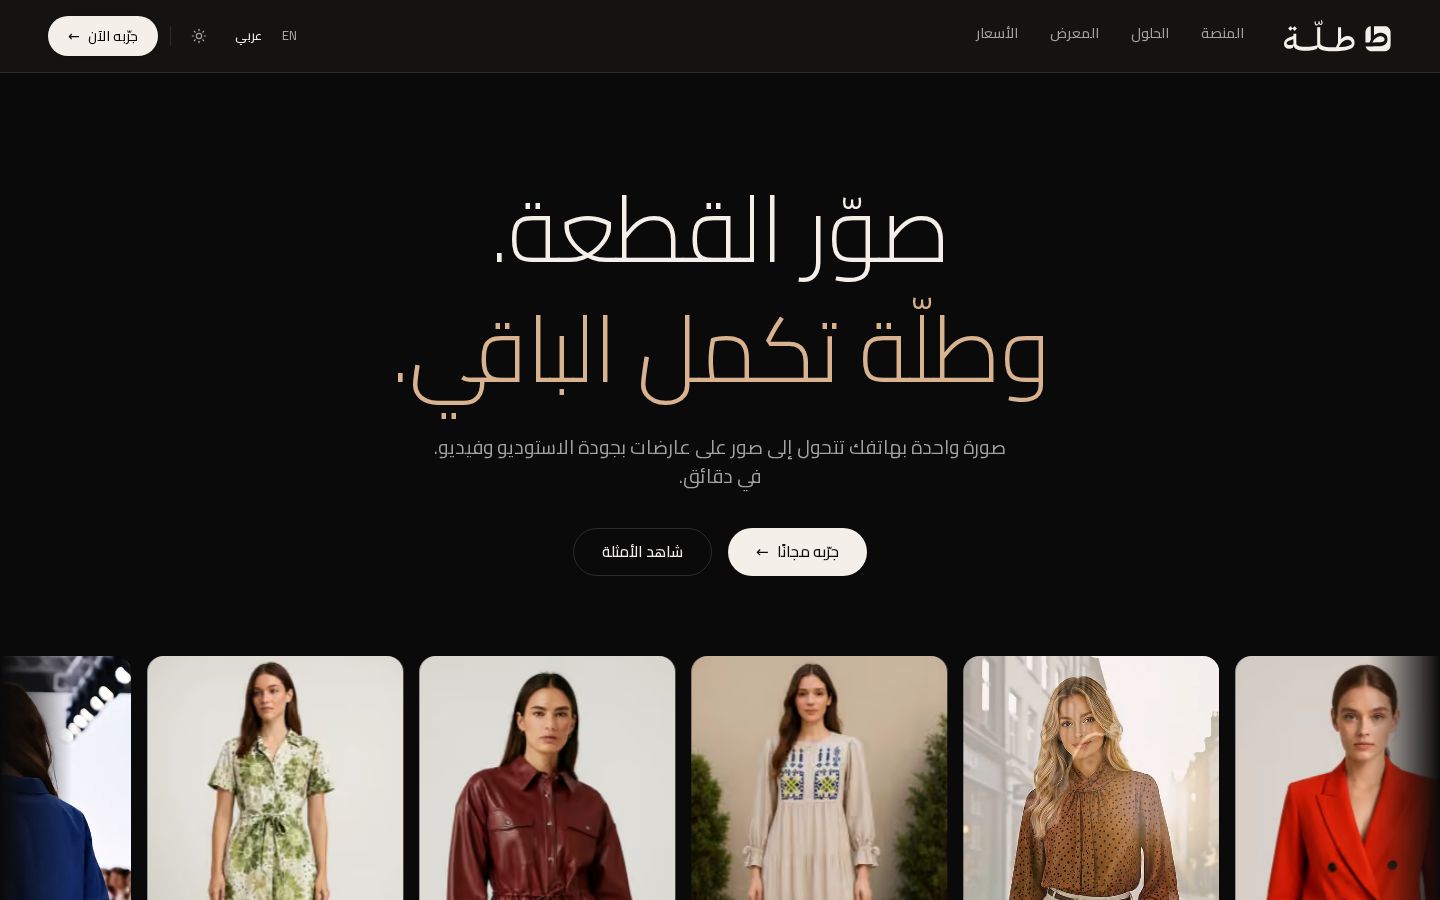 طلّة
المنصة
الحلول
المعرض
الأسعار
EN
عربي
جرّبه الآن ←
صوّر القطعة.
وطلّة تكمل الباقي.
صورة واحدة بهاتفك تتحول إلى صور على عارضات بجودة الاستوديو وفيديو.
في دقائق.
جرّبه مجانًا ←
شاهد الأمثلة